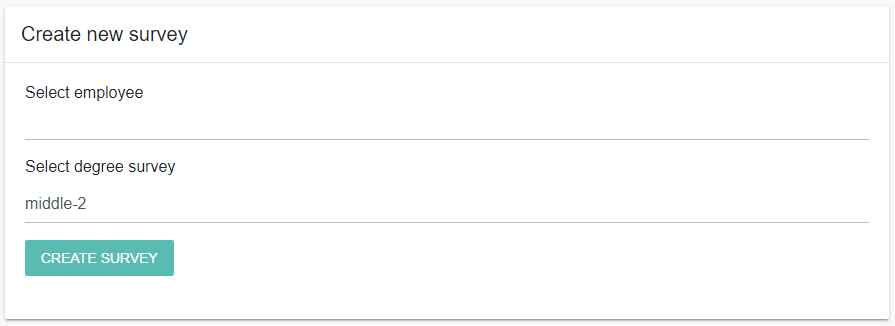 Create new survey
Select employee
Select degree survey
middle-2
CREATE SURVEY